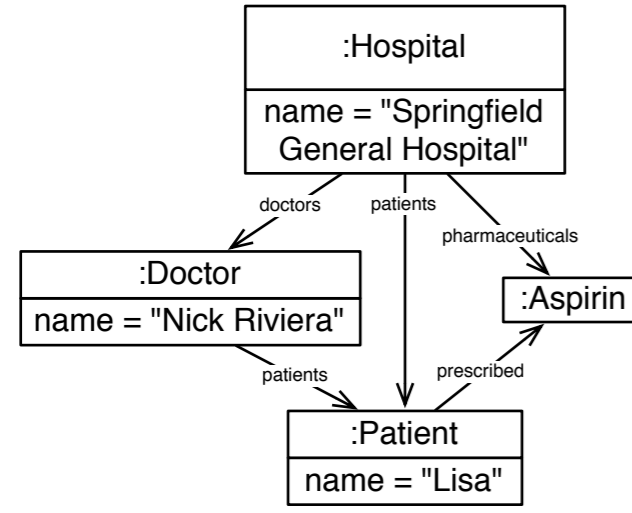 :Hospital
name = "Springfield
General Hospital"
doctors
patients
pharmaceuticals
:Doctor
name = "Nick Riviera"
:Aspirin
patients
prescribed
:Patient
name = "Lisa"